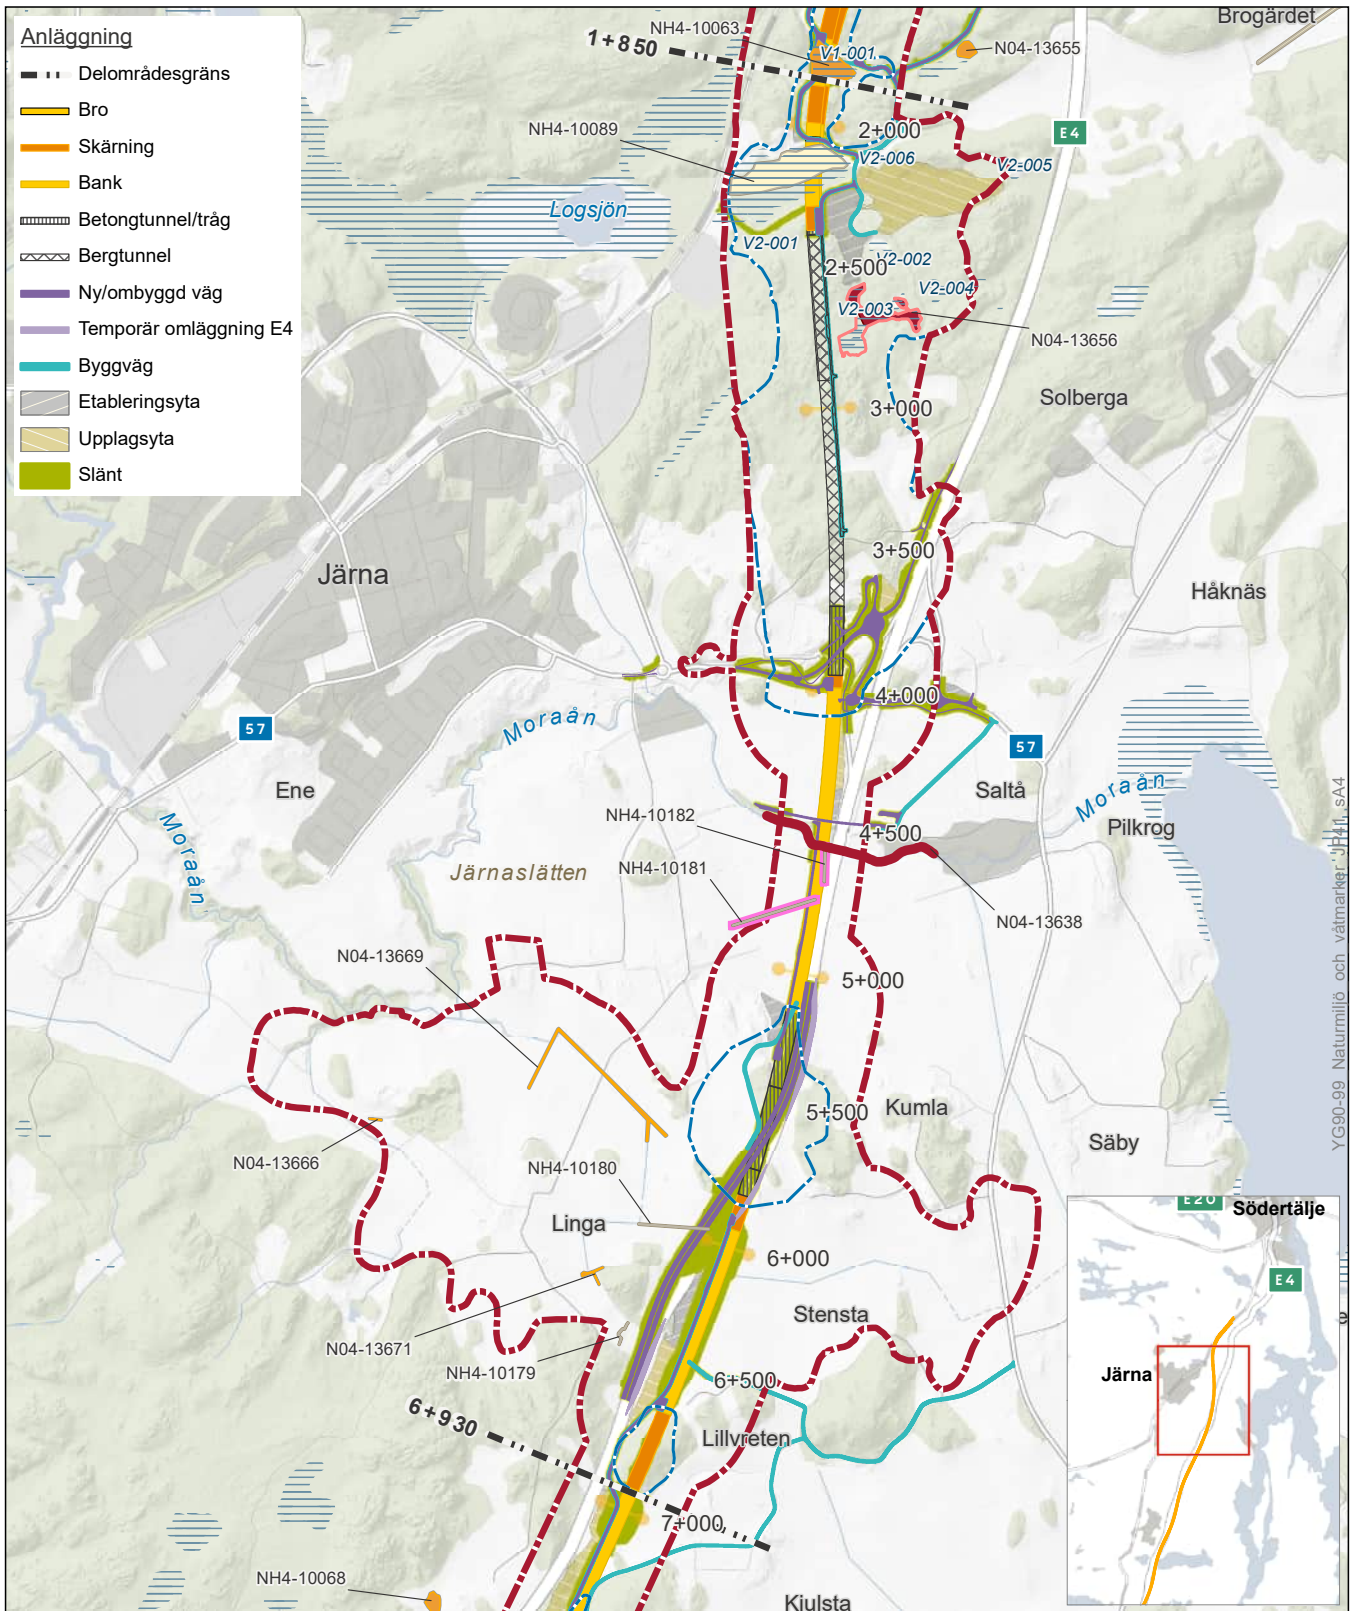 Anläggning
Delområdesgräns
Bro
Skärning
Bank
Betongtunnel/tråg
Bergtunnel
Ny/ombyggd väg
Temporär omläggning E4
Byggväg
Etableringsyta
Upplagsyta
Slänt
Brogärdet
NH4-10063
1+850
V1-001
N04-13655
NH4-10089
2+000
E4
V2-006
V2-005
Logsjön
V2-001
2+500
V2-002
V2-004
V2-003
N04-13656
Solberga
3+000
3+500
Järna
Håknäs
4+000
57
Moraån
57
Ene
Saltå
Moraån
NH4-10182
4+500
Pilkrog
Moraån
Järnaslätten
NH4-10181
N04-13638
N04-13669
5+000
5+500
Kumla
Säby
N04-13666
NH4-10180
Linga
6+000
Stensta
N04-13671
NH4-10179
6+500
6+930
Lillvreten
7+000
NH4-10068
Kjulsta
YG90-99 Naturmiljö och våtmarker JP41_sA4
E20
Södertälje
E4
Järna